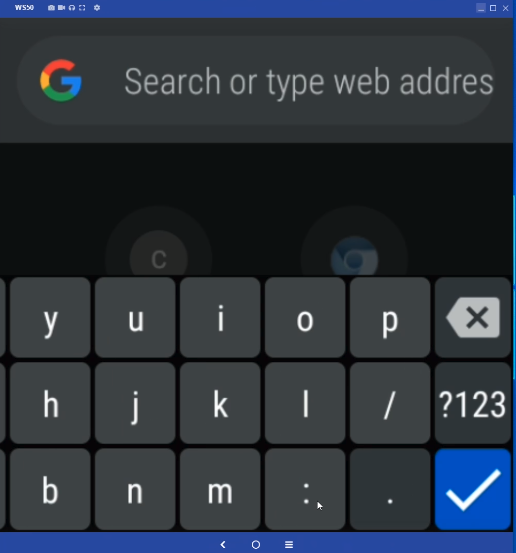 WS50
Search or type web addres
C
y u i o p
h j k l / ?123
b n m : .